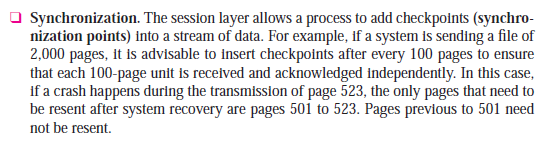 ❑ Synchronization. The session layer allows a process to add checkpoints (synchro-
nization points) into a stream of data. For example, if a system is sending a file of
2,000 pages, it is advisable to insert checkpoints after every 100 pages to ensure
that each 100-page unit is received and acknowledged independently. In this case,
if a crash happens during the transmission of page 523, the only pages that need to
be resent after system recovery are pages 501 to 523. Pages previous to 501 need
not be resent.